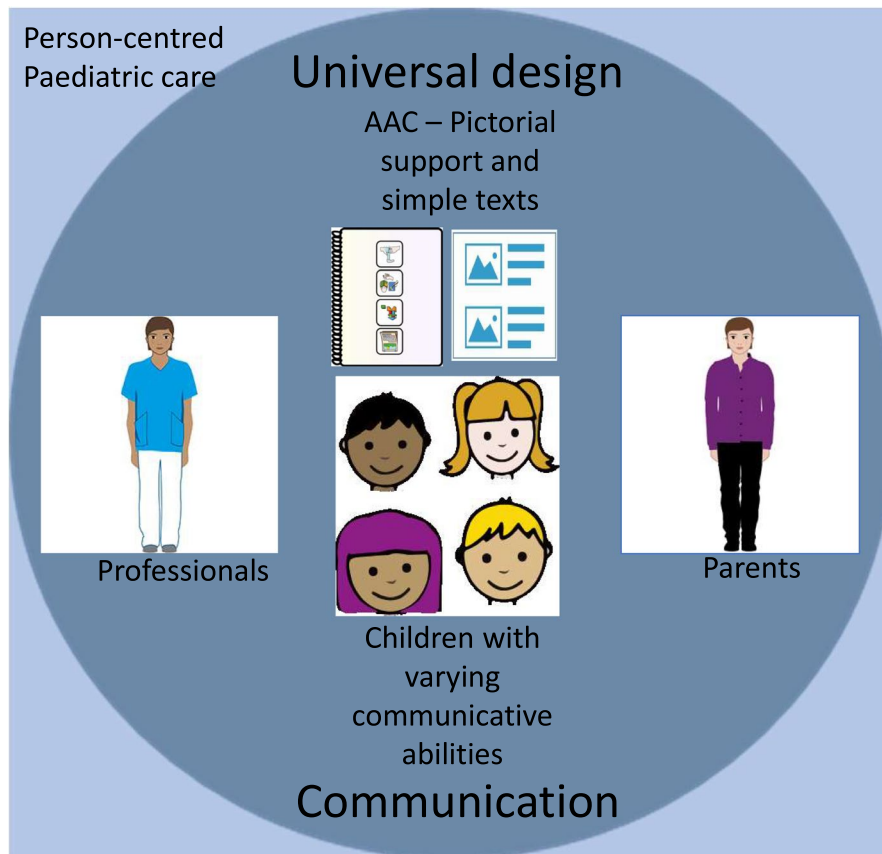 Person-centred
Paediatric care
Universal design
AAC – Pictorial
support and
simple texts
Professionals
Parents
Children with
varying
communicative
abilities
Communication